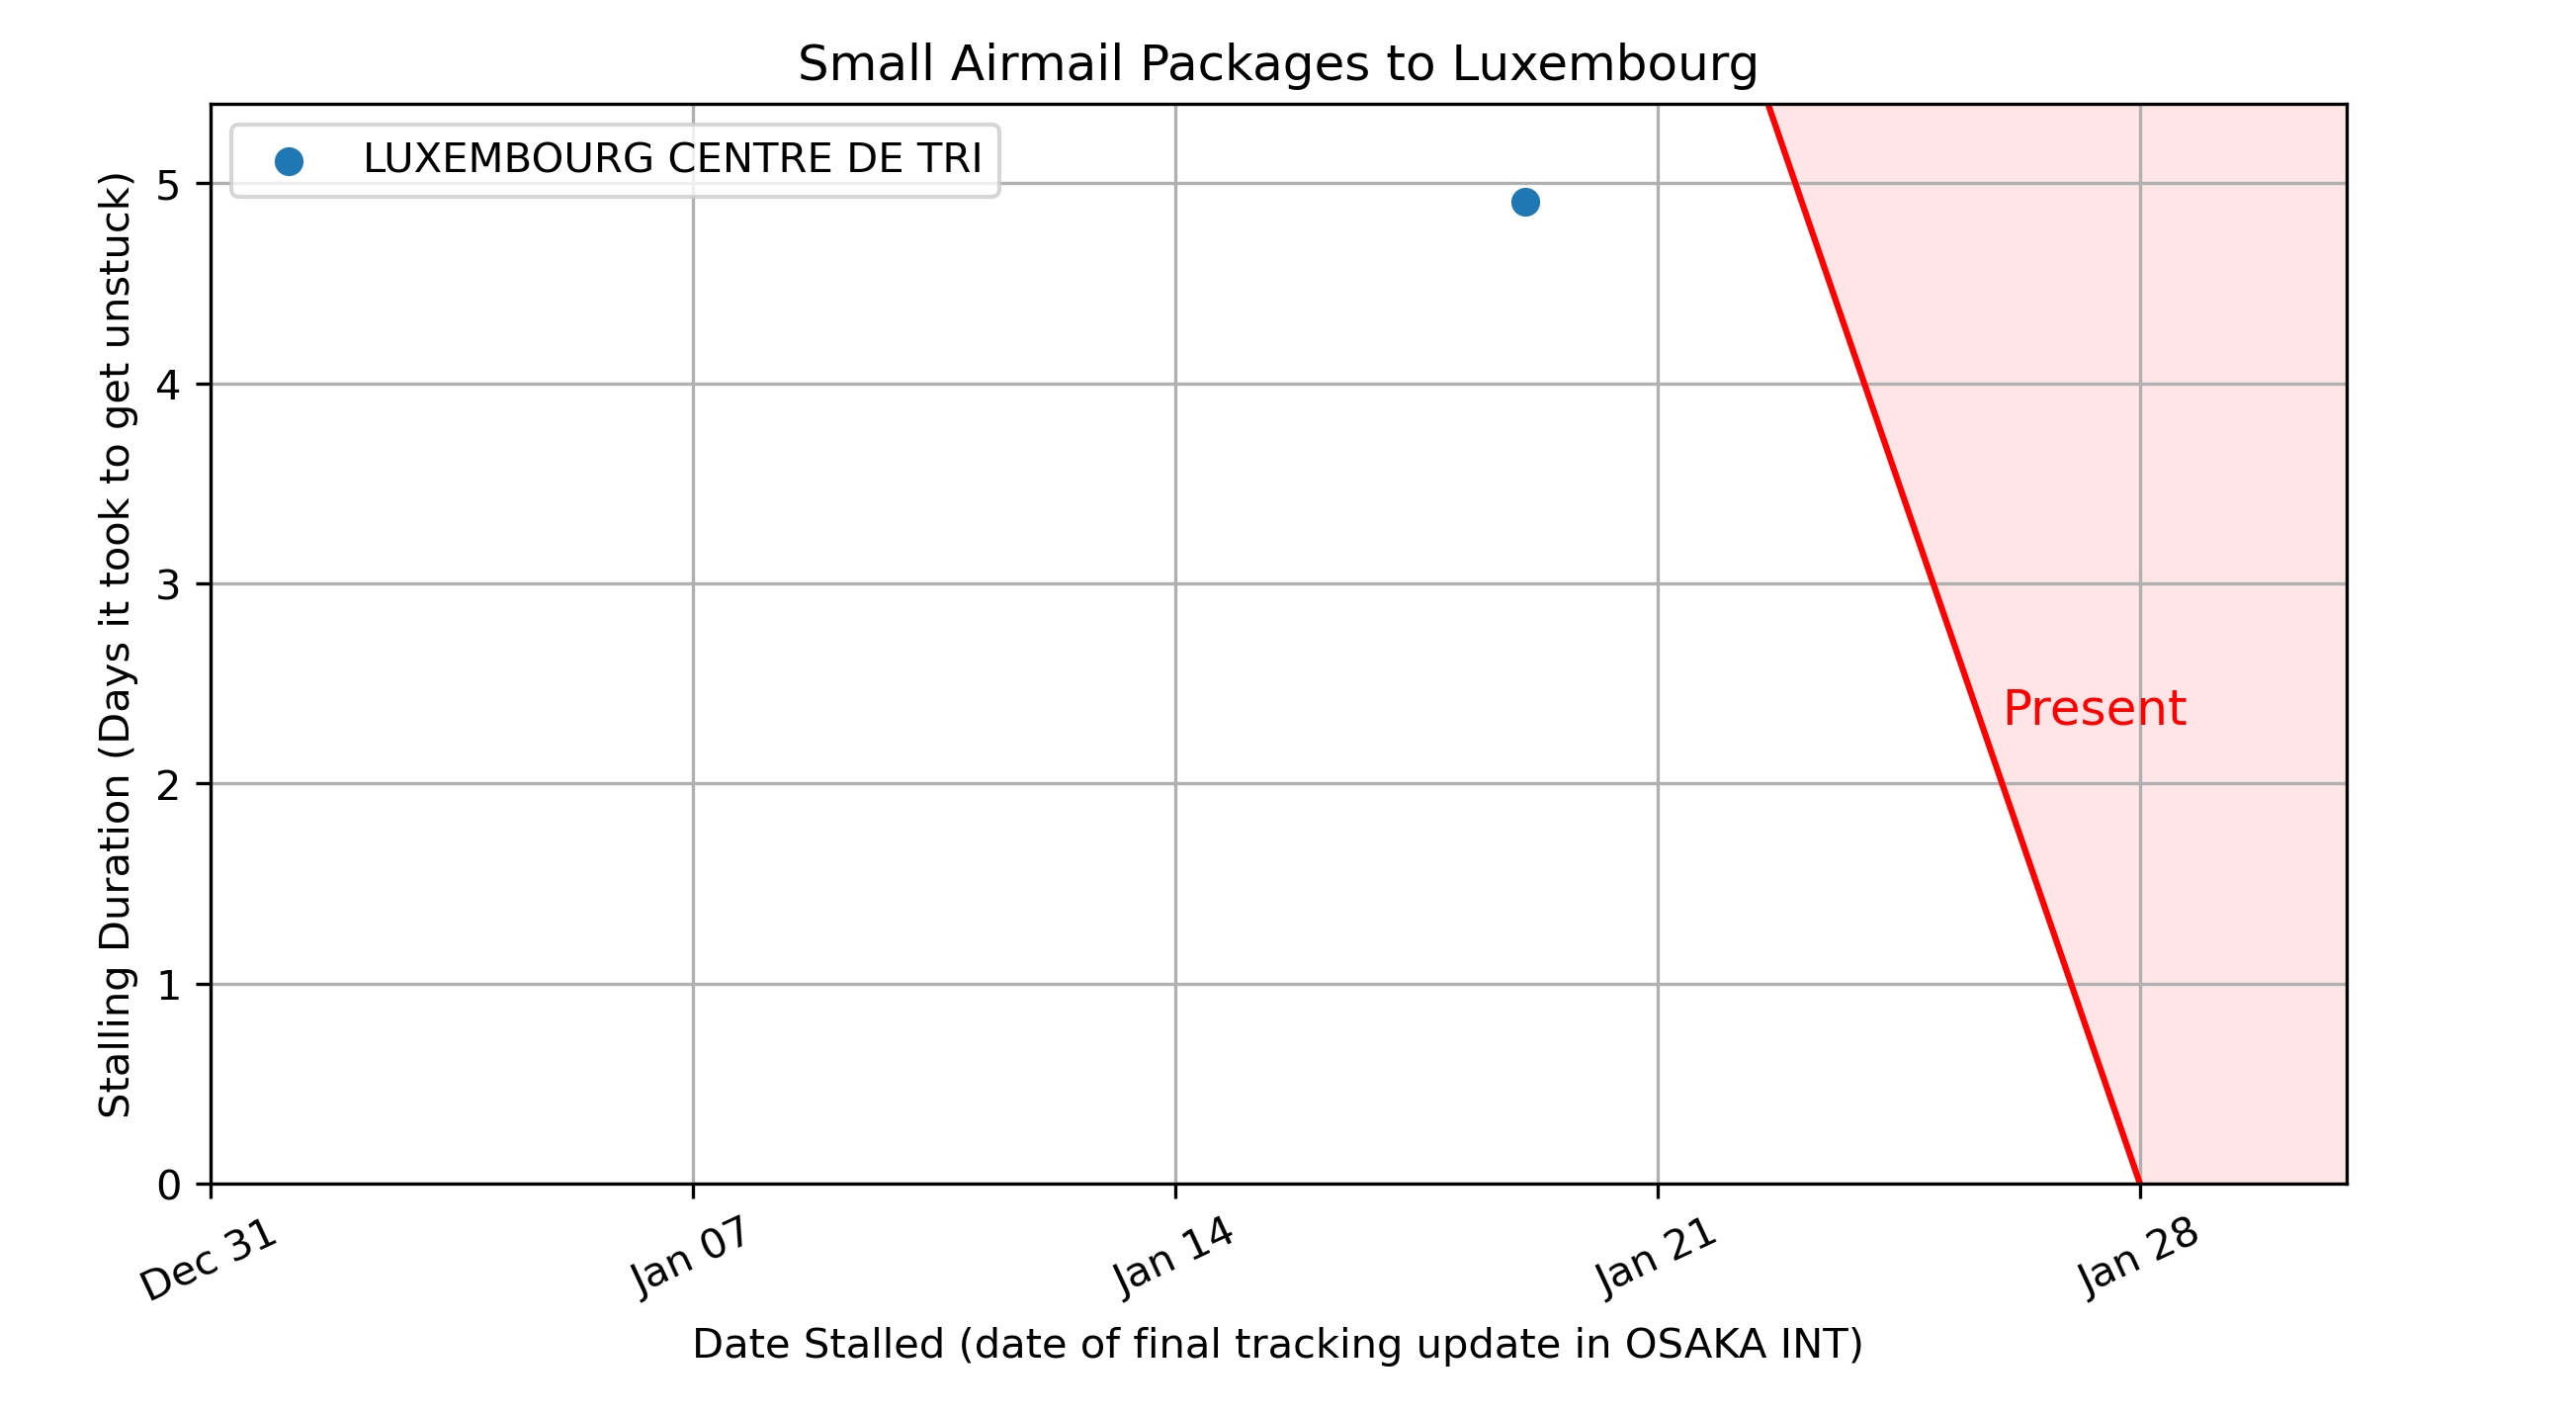 Small Airmail Packages to Luxembourg
LUXEMBOURG CENTRE DE TRI
Stalling Duration (Days it took to get unstuck)
5
4
3
2
1
0
Present
Dec 31
Jan 07
Jan 14
Jan 21
Jan 28
Date Stalled (date of final tracking update in OSAKA INT)